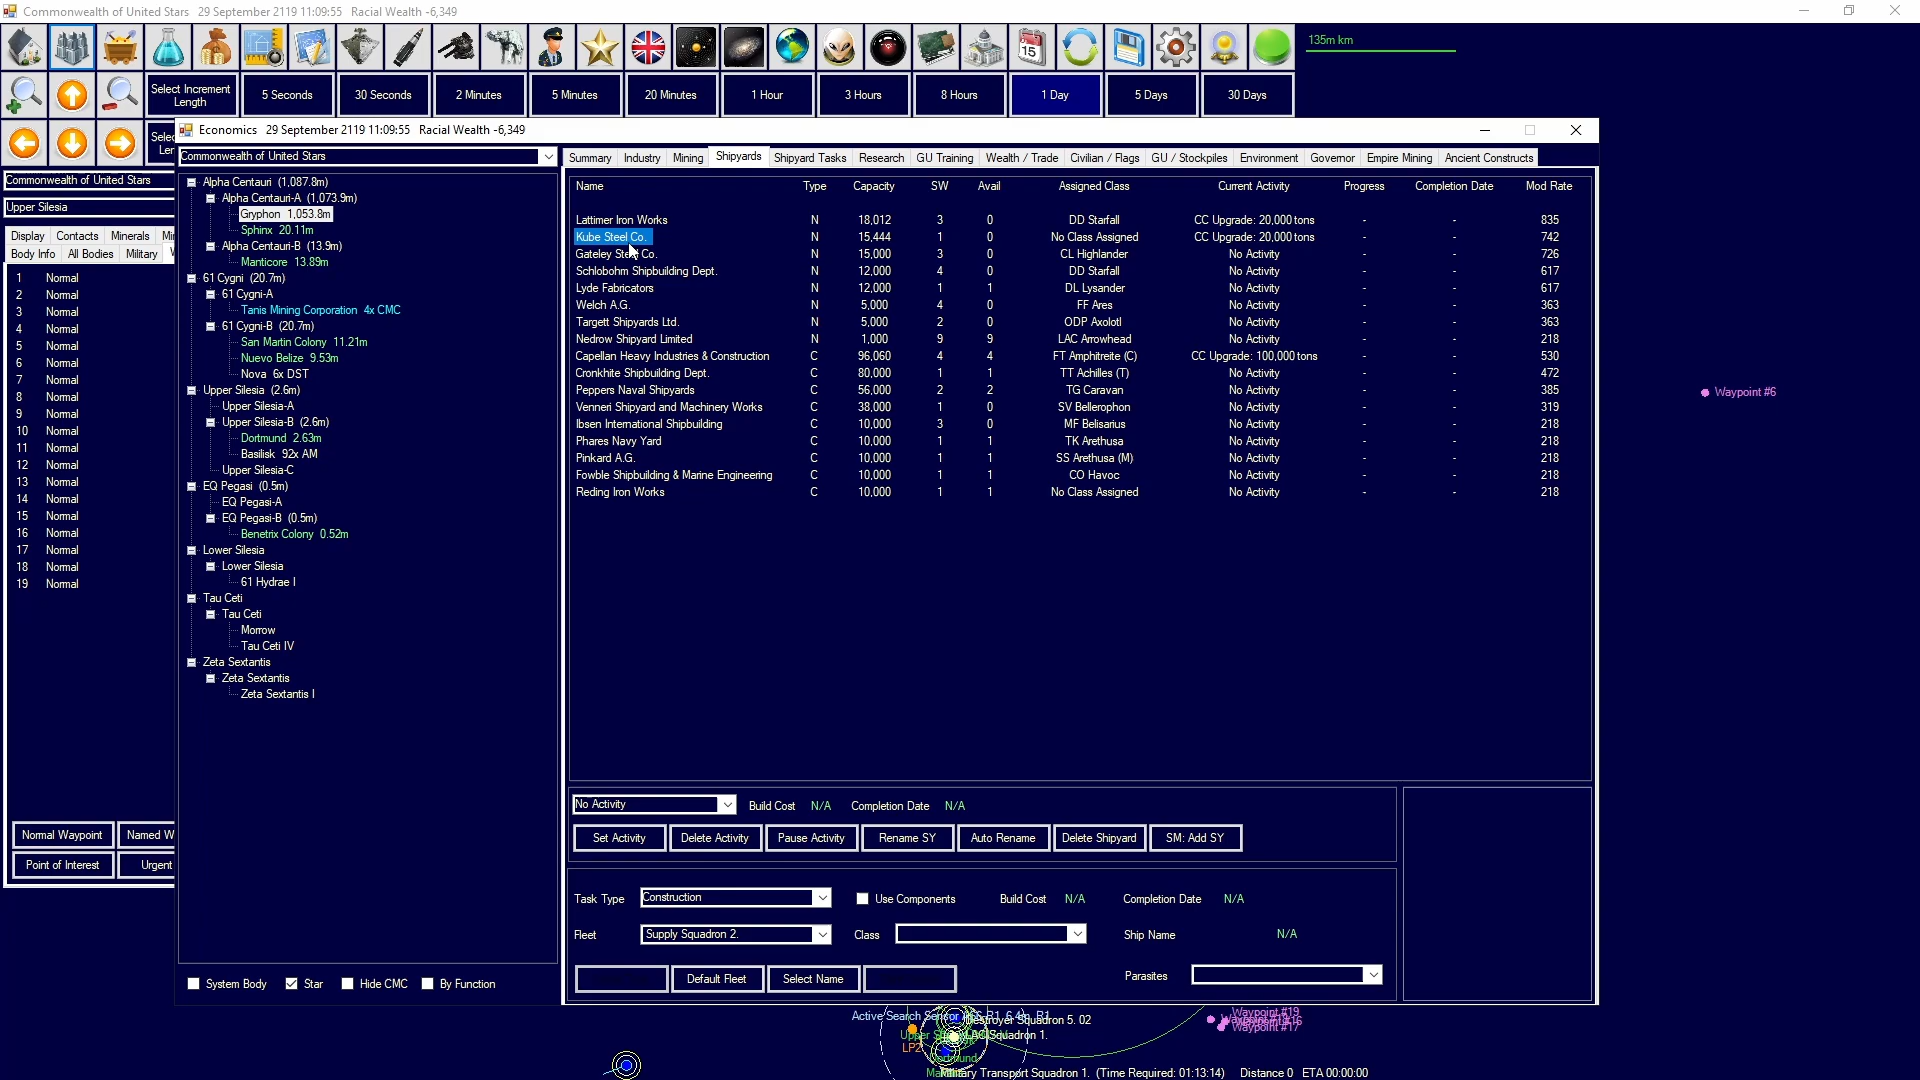 Commonwealth of United Stars   29 September 2119 11:09:55   Racial Wealth -6,349
135m km
Select Increment Length   5 Seconds   30 Seconds   2 Minutes   5 Minutes   20 Minutes   1 Hour   3 Hours   8 Hours   1 Day   5 Days   30 Days
Economics   29 September 2119 11:09:55   Racial Wealth -6,349
Commonwealth of United Stars
Upper Silesia
Display   Contacts   Minerals
Body Info   All Bodies   Military
1   Normal
2   Normal
3   Normal
4   Normal
5   Normal
6   Normal
7   Normal
8   Normal
9   Normal
10   Normal
11   Normal
12   Normal
13   Normal
14   Normal
15   Normal
16   Normal
17   Normal
18   Normal
19   Normal
Normal Waypoint   Named W
Point of Interest   Urgent
Commonwealth of United Stars
Alpha Centauri (1,087.8m)
Alpha Centauri-A (1,073.9m)
Gryphon 1,053.8m
Sphinx 20.11m
Alpha Centauri-B (13.9m)
Manticore 13.89m
61 Cygni (20.7m)
61 Cygni-A
Tanis Mining Corporation 4x CMC
61 Cygni-B (20.7m)
San Martin Colony 11.21m
Nuevo Belize 9.53m
Nova 6x DST
Upper Silesia (2.6m)
Upper Silesia-A
Upper Silesia-B (2.6m)
Dortmund 2.63m
Basilisk 92x AM
Upper Silesia-C
EQ Pegasi (0.5m)
EQ Pegasi-A
EQ Pegasi-B (0.5m)
Benetrix Colony 0.52m
Lower Silesia
Lower Silesia
61 Hydrae I
Tau Ceti
Tau Ceti
Morrow
Tau Ceti IV
Zeta Sextantis
Zeta Sextantis
Zeta Sextantis I
System Body   Star   Hide CMC   By Function
Summary   Industry   Mining   Shipyards   Shipyard Tasks   Research   GU Training   Wealth / Trade   Civilian / Flags   GU / Stockpiles   Environment   Governor   Empire Mining   Ancient Constructs
Name   Type   Capacity   SW   Avail   Assigned Class   Current Activity   Progress   Completion Date   Mod Rate
Lattimer Iron Works   N   18,012   3   0   DD Starfall   CC Upgrade: 20,000 tons   -   -   835
Kube Steel Co.   N   15,444   1   0   No Class Assigned   CC Upgrade: 20,000 tons   -   -   742
Gateley Steel Co.   N   15,000   3   0   CL Highlander   No Activity   -   -   726
Schlobohm Shipbuilding Dept.   N   12,000   4   0   DD Starfall   No Activity   -   -   617
Lyde Fabricators   N   12,000   1   1   DL Lysander   No Activity   -   -   617
Welch A.G.   N   5,000   4   0   FF Ares   No Activity   -   -   363
Targett Shipyards Ltd.   N   5,000   2   0   ODP Axolotl   No Activity   -   -   363
Nedrow Shipyard Limited   N   1,000   9   9   LAC Arrowhead   No Activity   -   -   218
Capellan Heavy Industries & Construction   C   96,060   4   4   FT Amphitreite (C)   CC Upgrade: 100,000 tons   -   -   530
Cronkhite Shipbuilding Dept.   C   80,000   1   1   TT Achilles (T)   No Activity   -   -   472
Peppers Naval Shipyards   C   56,000   2   2   TG Caravan   No Activity   -   -   385
Venneri Shipyard and Machinery Works   C   38,000   1   0   SV Bellerophon   No Activity   -   -   319
Ibsen International Shipbuilding   C   10,000   3   0   MF Belisarius   No Activity   -   -   218
Phares Navy Yard   C   10,000   1   1   TK Arethusa   No Activity   -   -   218
Pinkard A.G.   C   10,000   1   1   SS Arethusa (M)   No Activity   -   -   218
Fowble Shipbuilding & Marine Engineering   C   10,000   1   1   CO Havoc   No Activity   -   -   218
Reding Iron Works   C   10,000   1   1   No Class Assigned   No Activity   -   -   218
No Activity   Build Cost   N/A   Completion Date   N/A
Set Activity   Delete Activity   Pause Activity   Rename SY   Auto Rename   Delete Shipyard   SM: Add SY
Task Type   Construction   Use Components   Build Cost   N/A   Completion Date   N/A
Fleet   Supply Squadron 2.   Class   Ship Name   N/A
Default Fleet   Select Name   Parasites
Waypoint #6
Active Search Sensor
Destroyer Squadron 5. 02
Waypoint #19
LAC Squadron 1.
Waypoint #17
LP2
Military Transport Squadron 1. (Time Required: 01:13:14)   Distance 0   ETA 00:00:00